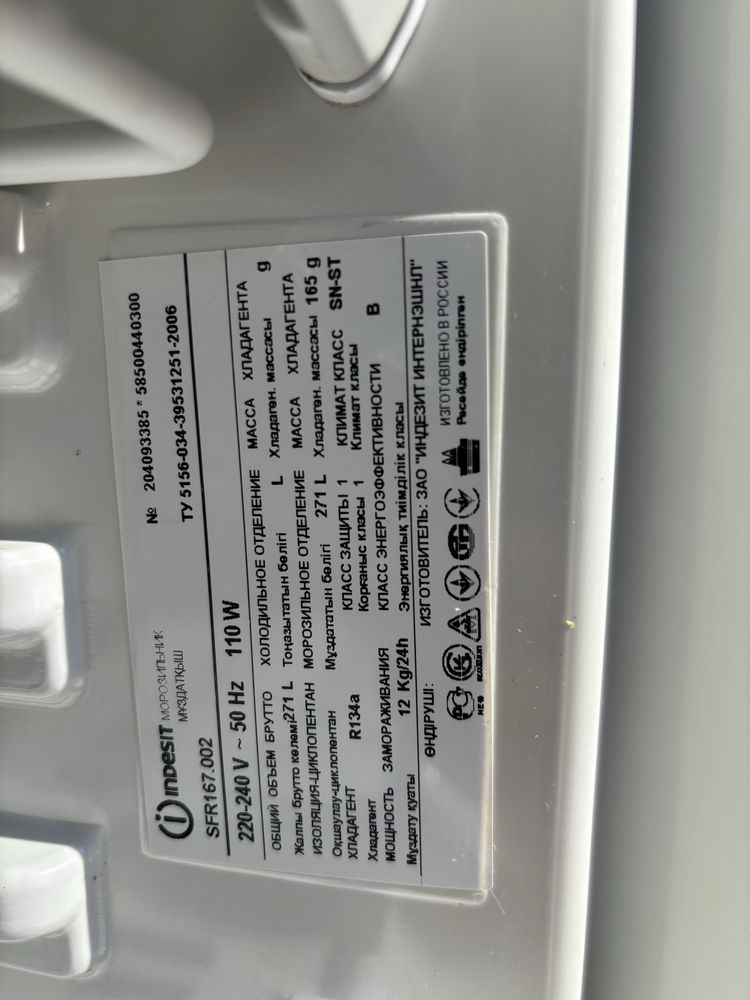 INDESIT МОРОЗИЛЬНИК
МҰЗДАТҚЫШ
№ 204093385 * 58500440300
SFR167.002
ТУ 5156-034-39531251-2006
220-240 V ~ 50 Hz 110 W
ОБЩИЙ ОБЪЕМ БРУТТО ХОЛОДИЛЬНОЕ ОТДЕЛЕНИЕ МАССА ХЛАДАГЕНТА
Жалпы брутто көлемі 271 L Тоңазытатын бөлігі L Хладаген. массасы g
ИЗОЛЯЦИЯ-ЦИКЛОПЕНТАН МОРОЗИЛЬНОЕ ОТДЕЛЕНИЕ МАССА ХЛАДАГЕНТА
Оқшаулау-циклопентан Мұздататын бөлігі 271 L Хладаген. массасы 165 g
ХЛАДАГЕНТ R134a КЛАСС ЗАЩИТЫ 1 КЛИМАТ КЛАСС SN-ST
Хладагент Корғаныс класы 1 Климат класы
МОЩНОСТЬ ЗАМОРАЖИВАНИЯ КЛАСС ЭНЕРГОЭФФЕКТИВНОСТИ B
Мұздату қуаты 12 Kg/24h Энергиялық тиімділік класы
ӨНДІРУШІ: ИЗГОТОВИТЕЛЬ: ЗАО "ИНДЕЗИТ ИНТЕРНЭШНЛ"
ИЗГОТОВЛЕНО В РОССИИ
Ресейде өндірілген